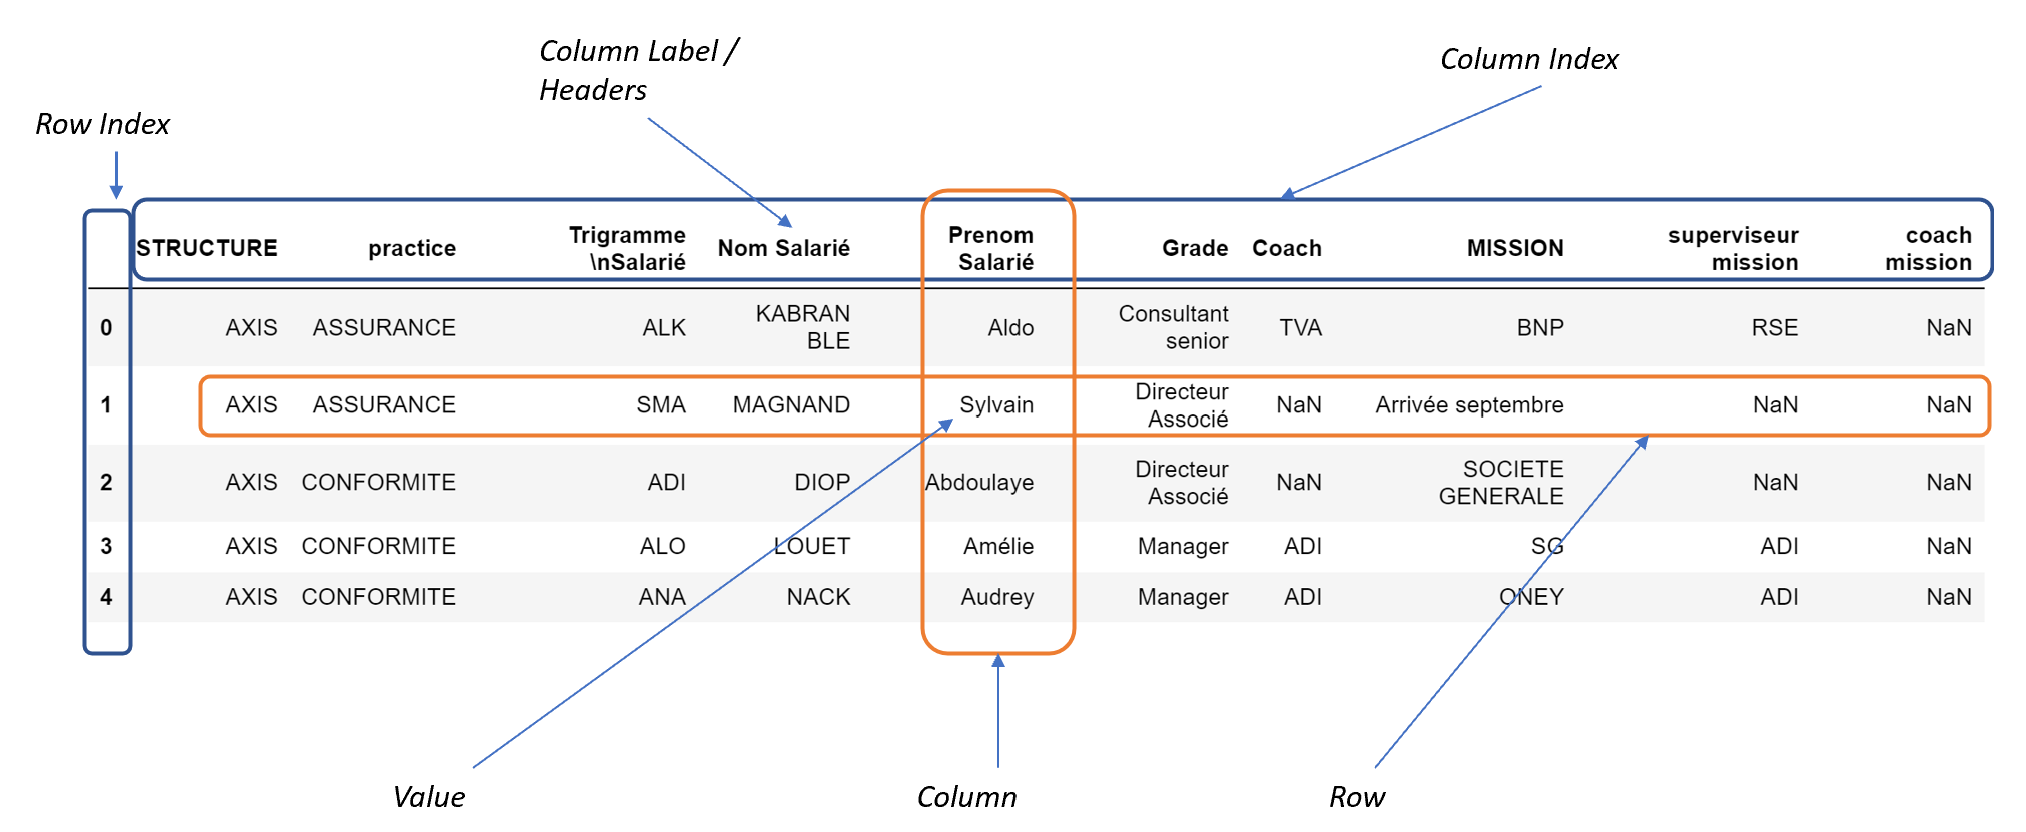 Column Label /
Headers
Column Index
Row Index
STRUCTURE practice Trigramme \nSalarié Nom Salarié Prenom Salarié Grade Coach MISSION superviseur mission coach mission
0 AXIS ASSURANCE ALK KABRAN BLE Aldo Consultant senior TVA BNP RSE NaN
1 AXIS ASSURANCE SMA MAGNAND Sylvain Directeur Associé NaN Arrivée septembre NaN NaN
2 AXIS CONFORMITE ADI DIOP Abdoulaye Directeur Associé NaN SOCIETE GENERALE NaN NaN
3 AXIS CONFORMITE ALO LOUET Amélie Manager ADI SG ADI NaN
4 AXIS CONFORMITE ANA NACK Audrey Manager ADI ONEY ADI NaN
Value
Column
Row